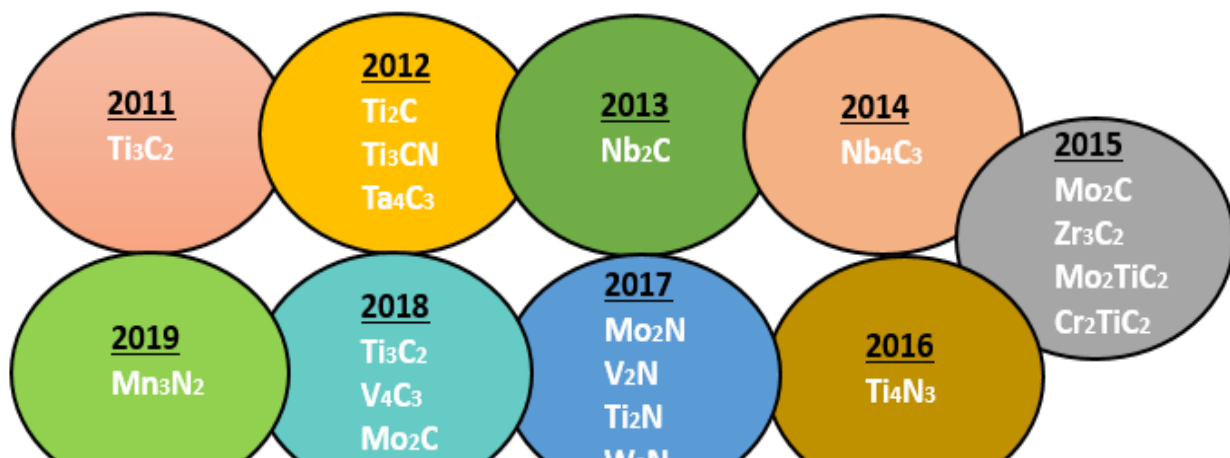 2011
Ti3C2
2012
Ti2C
Ti3CN
Ta4C3
2013
Nb2C
2014
Nb4C3
2015
Mo2C
Zr3C2
Mo2TiC2
Cr2TiC2
2016
Ti4N3
2017
Mo2N
V2N
Ti2N
2018
Ti3C2
V4C3
Mo2C
2019
Mn3N2